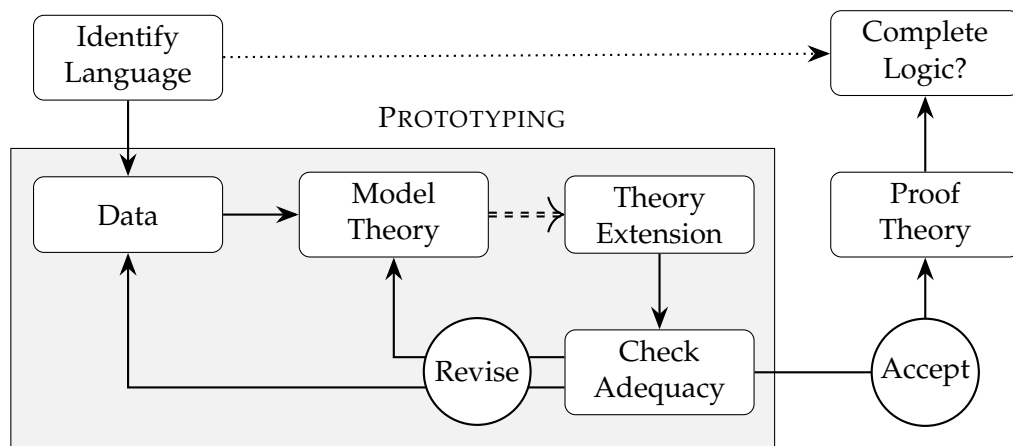 Identify
Language
Complete
Logic?
PROTOTYPING
Data
Model
Theory
Theory
Extension
Proof
Theory
Revise
Check
Adequacy
Accept